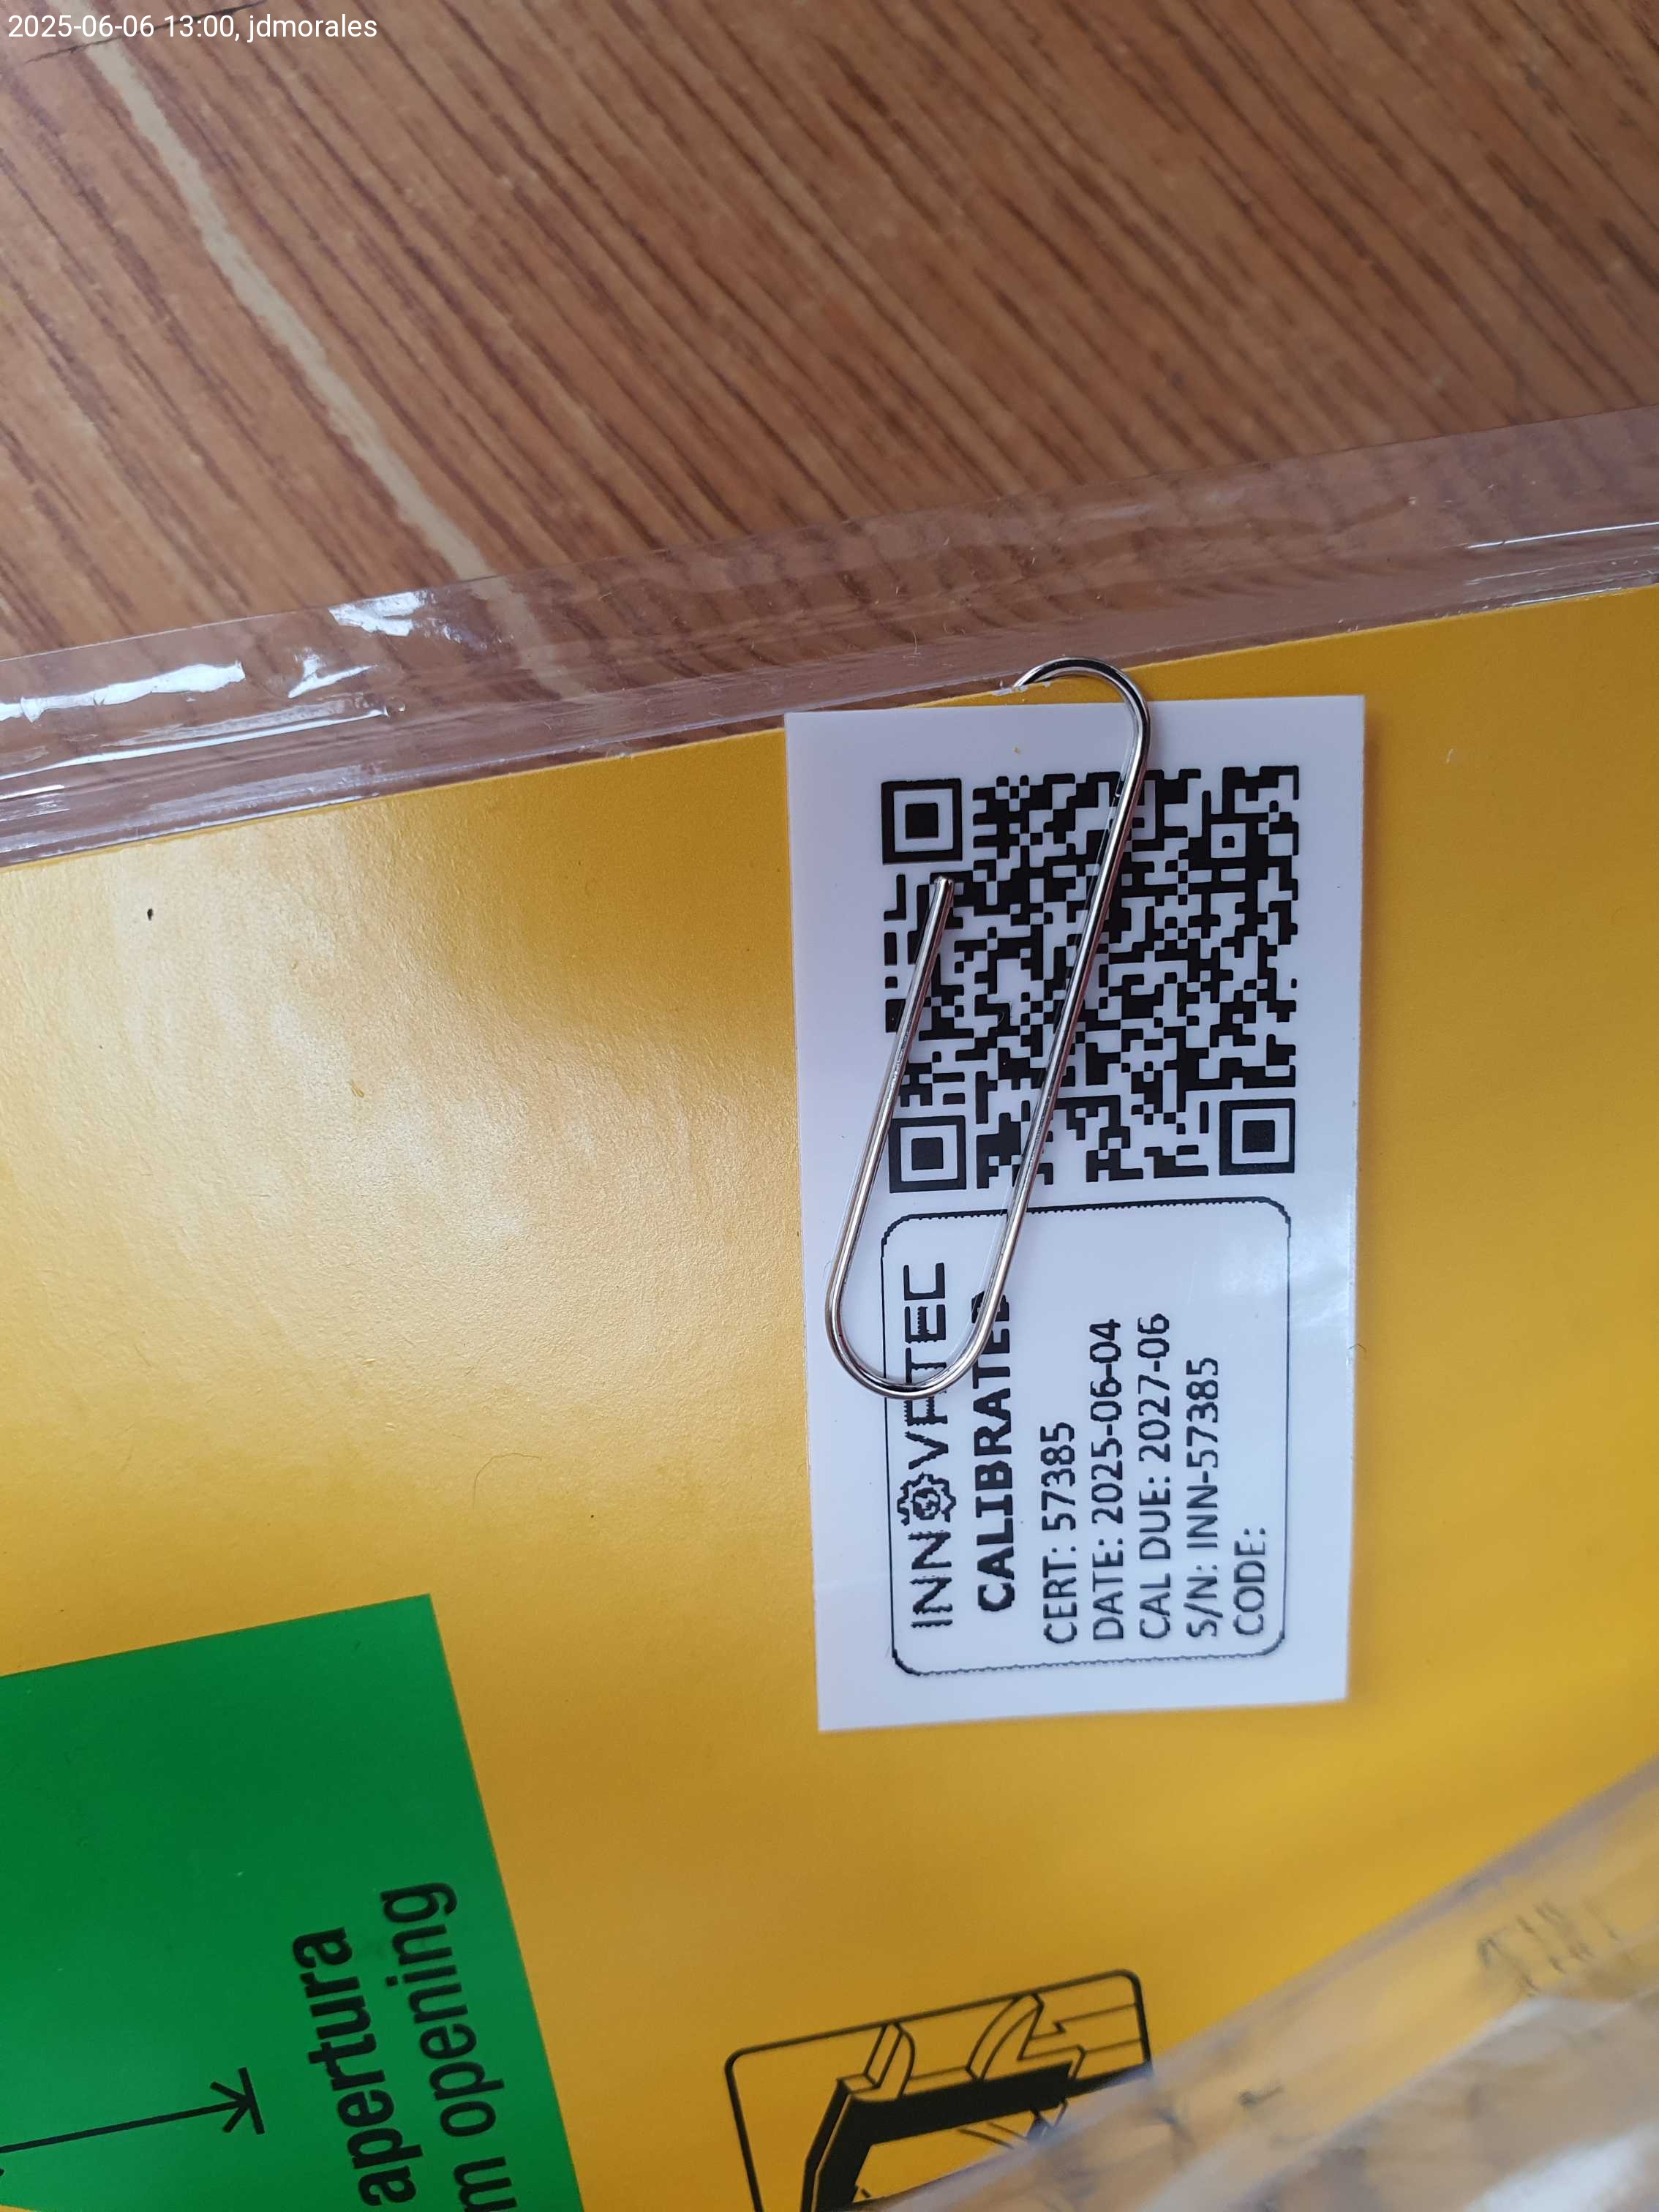 2025-06-06 13:00, jdmorales
INNOVATEC
CALIBRATED
CERT: 57385
DATE: 2025-06-04
CAL DUE: 2027-06
S/N: INN-57385
CODE:
apertura
m opening